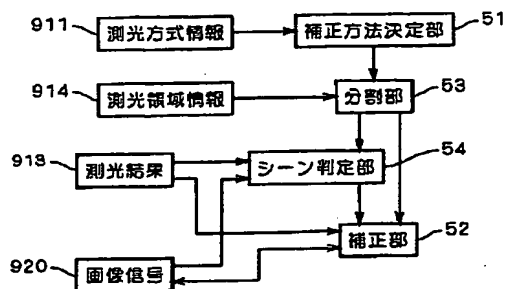 911
測光方式情報
補正方法決定部
51
914
測光領域情報
分割部
53
913
測光結果
シーン判定部
54
補正部
52
920
画像信号